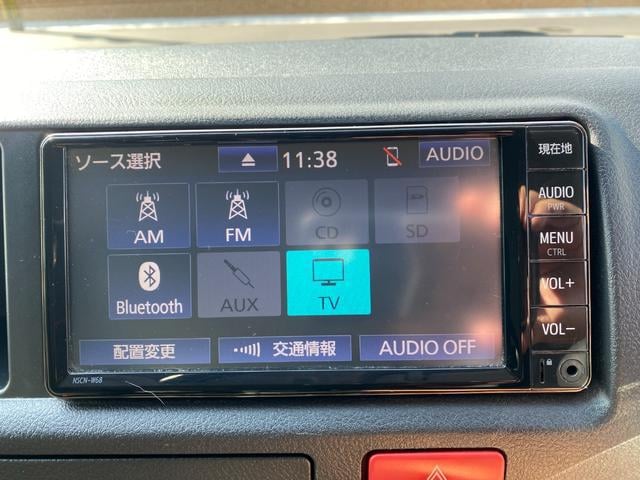 ソース選択 11:38 AUDIO
AM FM CD SD
Bluetooth AUX TV
配置変更 交通情報 AUDIO OFF
NSCN-W68
現在地
AUDIO
PWR
MENU
CTRL
VOL+
VOL-